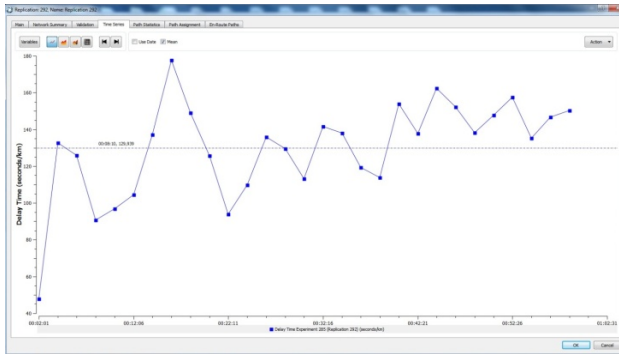 Replication 292, Name: Replication 292
Main Network Summary Validation Time Series Path Statistics Path Assignment En-Route Paths
Variables Use Date Mean Action
180
160
140
00:08:10, 129,939
120
100
80
60
40
Delay Time (seconds/km)
00:02:01 00:12:06 00:22:11 00:32:16 00:42:21 00:52:26 01:02:31
Delay Time Experiment 285 (Replication 292) (seconds/km)
OK Cancel